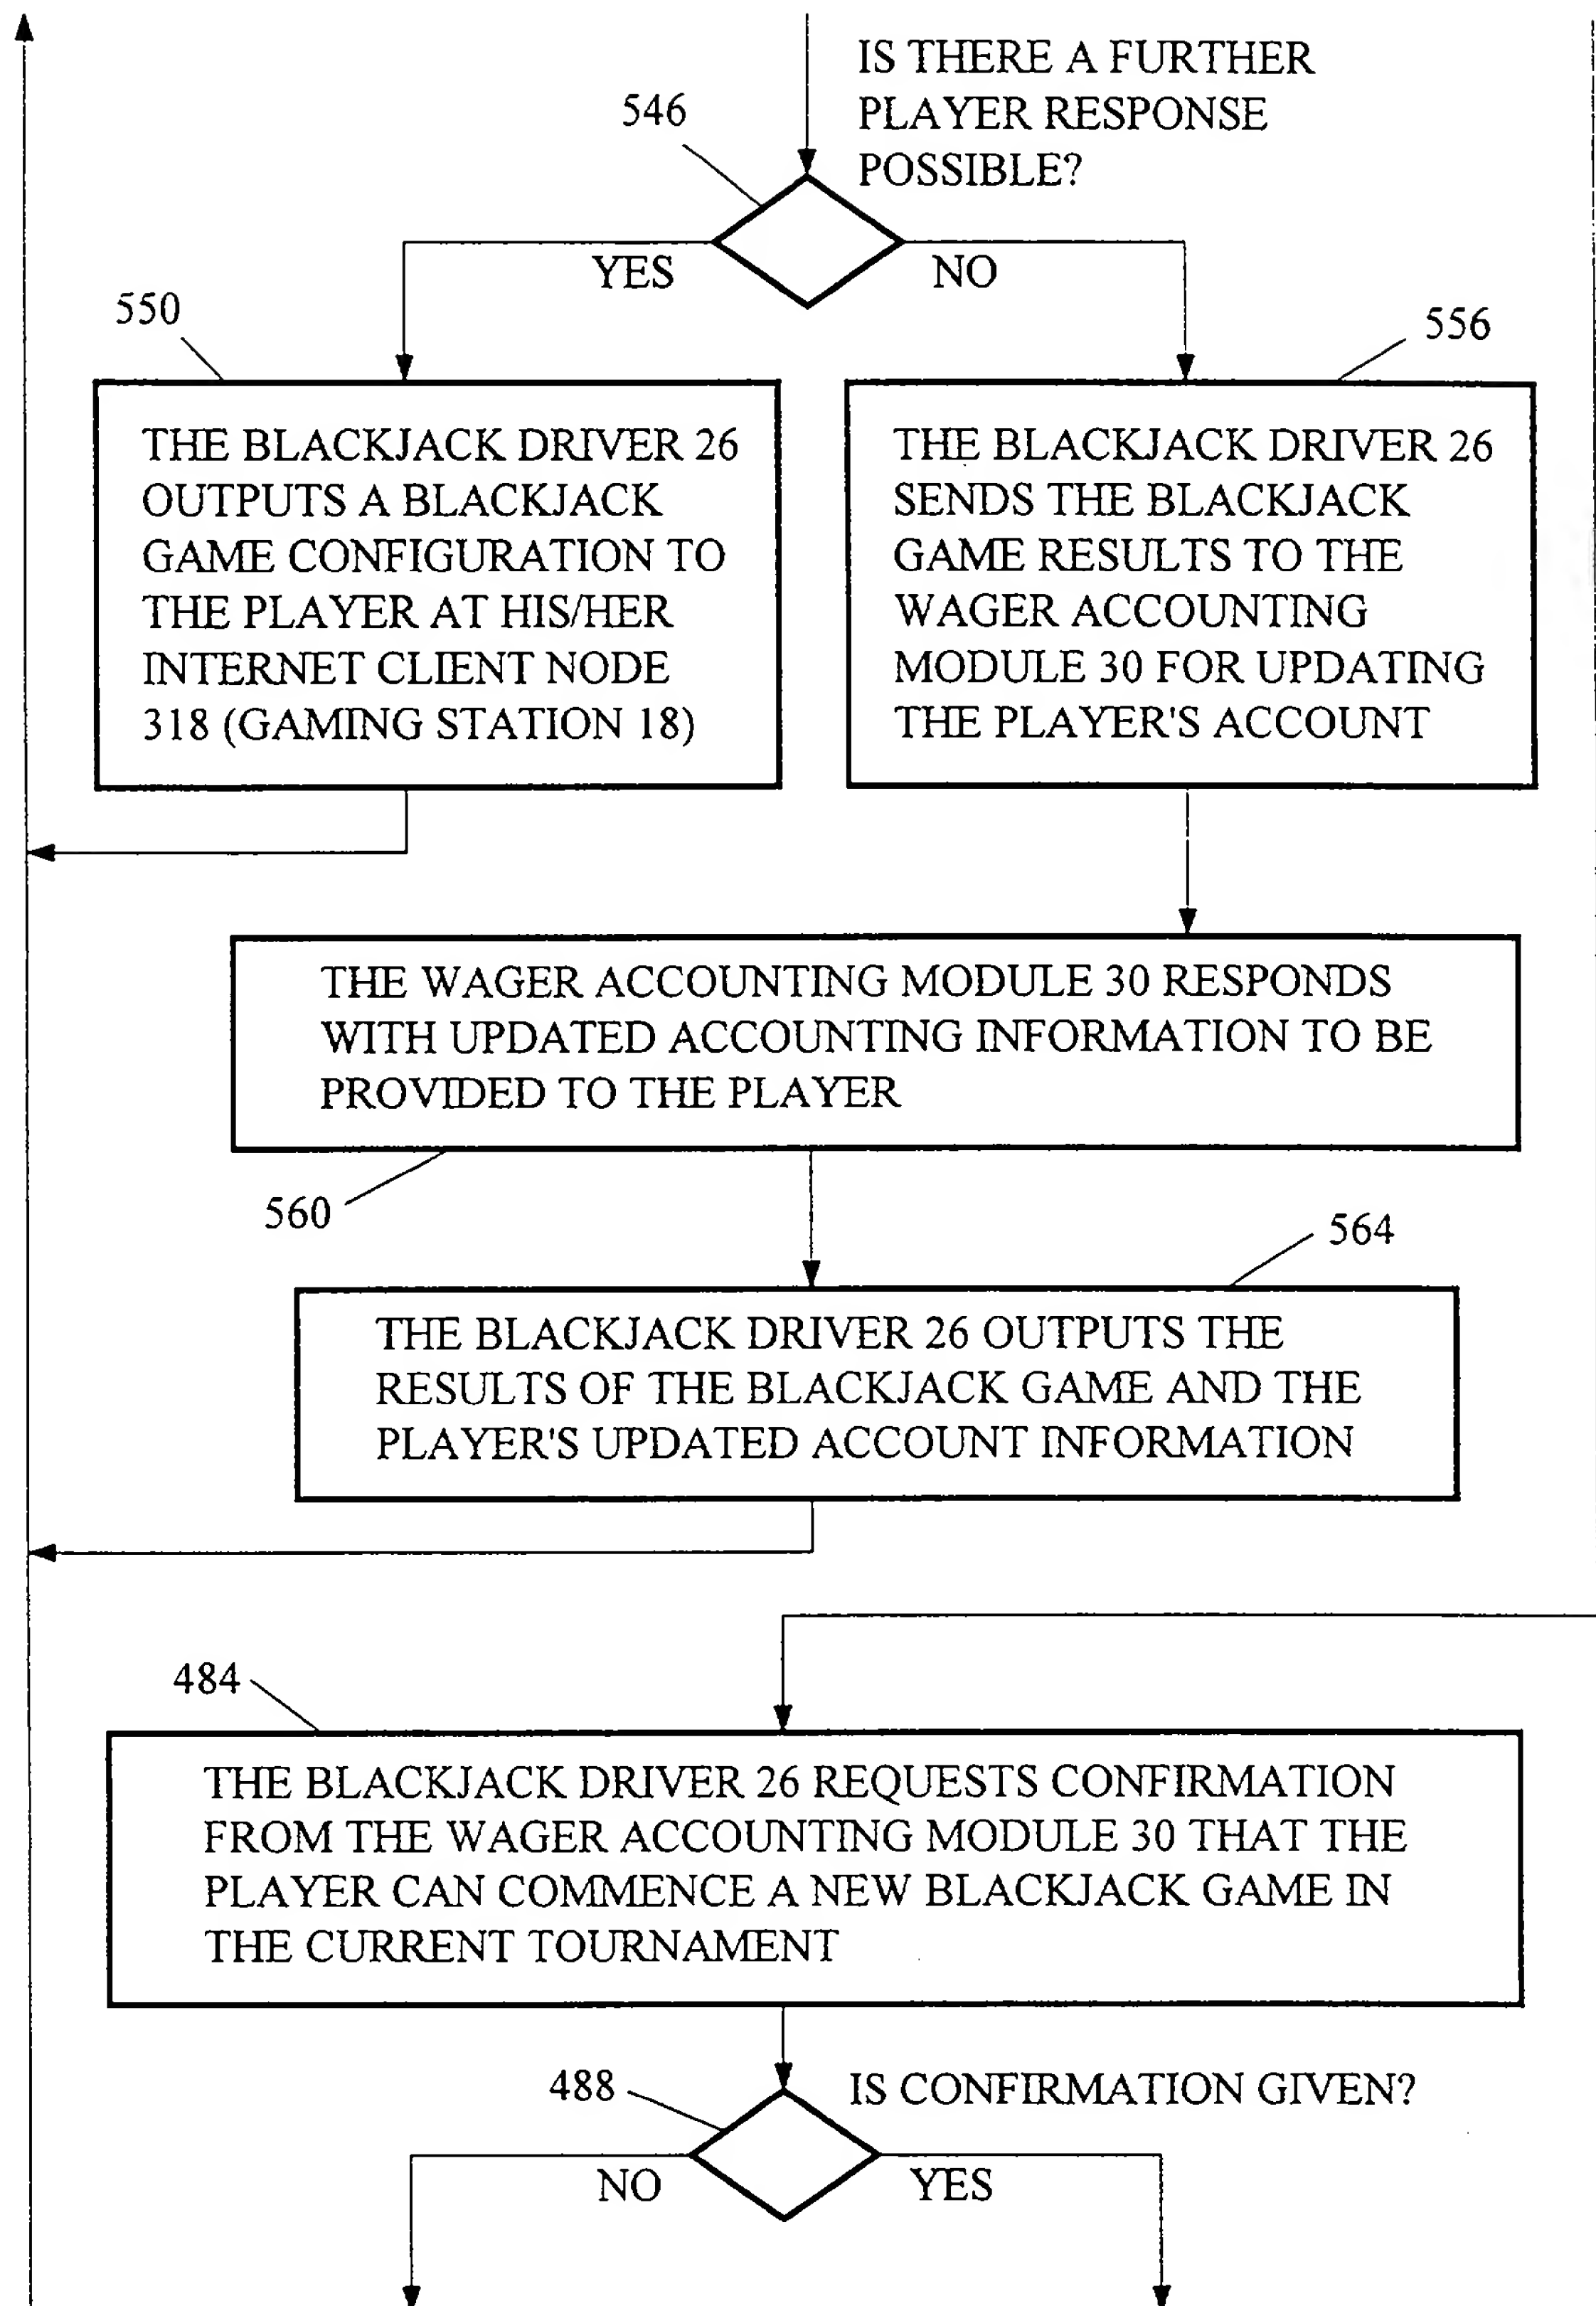 IS THERE A FURTHER
PLAYER RESPONSE
POSSIBLE?
546
YES
NO
550
556
THE BLACKJACK DRIVER 26
OUTPUTS A BLACKJACK
GAME CONFIGURATION TO
THE PLAYER AT HIS/HER
INTERNET CLIENT NODE
318 (GAMING STATION 18)
THE BLACKJACK DRIVER 26
SENDS THE BLACKJACK
GAME RESULTS TO THE
WAGER ACCOUNTING
MODULE 30 FOR UPDATING
THE PLAYER'S ACCOUNT
THE WAGER ACCOUNTING MODULE 30 RESPONDS
WITH UPDATED ACCOUNTING INFORMATION TO BE
PROVIDED TO THE PLAYER
560
564
THE BLACKJACK DRIVER 26 OUTPUTS THE
RESULTS OF THE BLACKJACK GAME AND THE
PLAYER'S UPDATED ACCOUNT INFORMATION
484
THE BLACKJACK DRIVER 26 REQUESTS CONFIRMATION
FROM THE WAGER ACCOUNTING MODULE 30 THAT THE
PLAYER CAN COMMENCE A NEW BLACKJACK GAME IN
THE CURRENT TOURNAMENT
488
IS CONFIRMATION GIVEN?
NO
YES